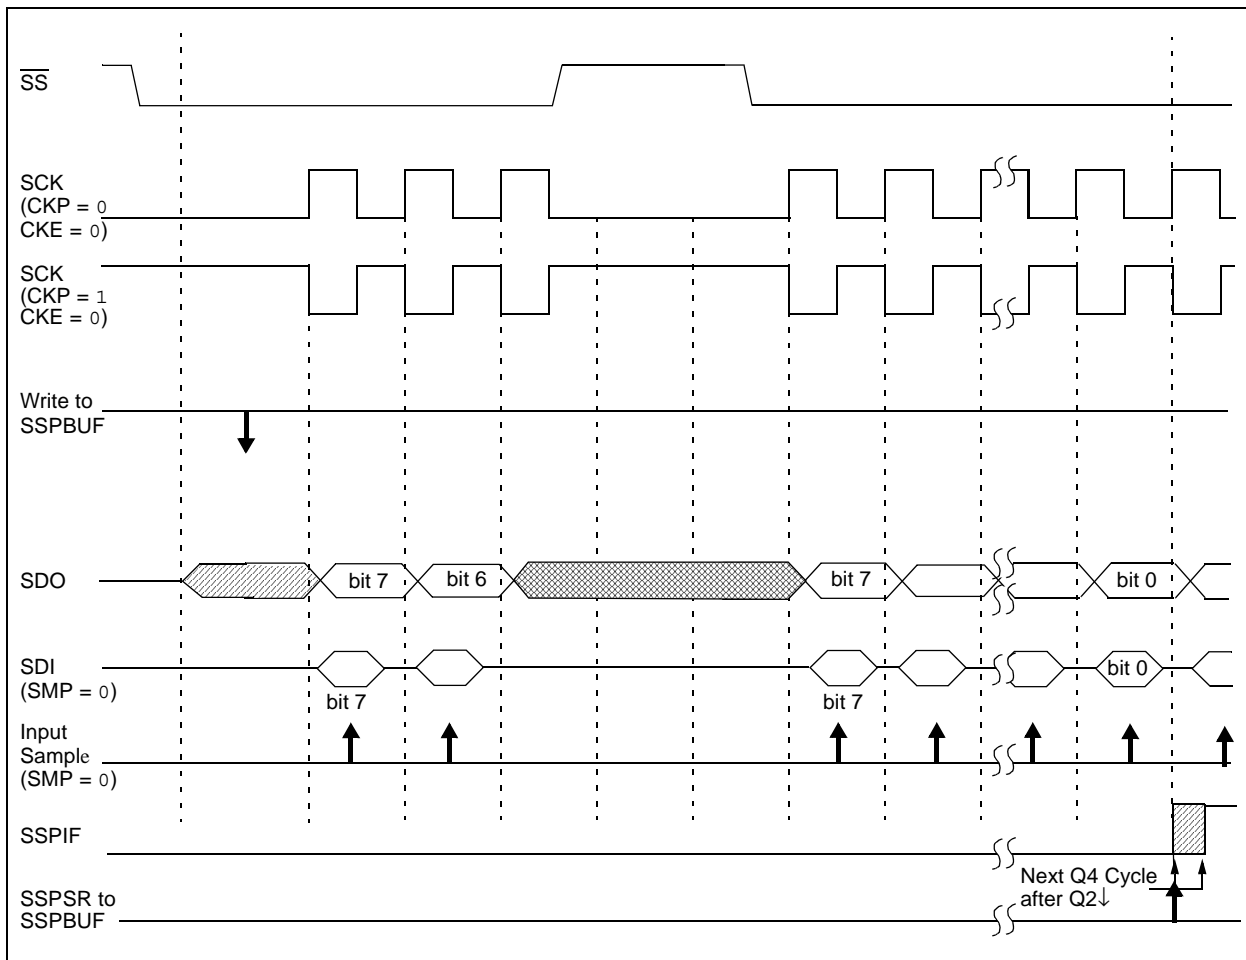 SS
SCK
(CKP = 0
CKE = 0)
SCK
(CKP = 1
CKE = 0)
Write to
SSPBUF
SDO
bit 7
bit 6
bit 7
bit 0
SDI
(SMP = 0)
bit 7
bit 7
bit 0
Input
Sample
(SMP = 0)
SSPIF
Next Q4 Cycle
after Q2↓
SSPSR to
SSPBUF